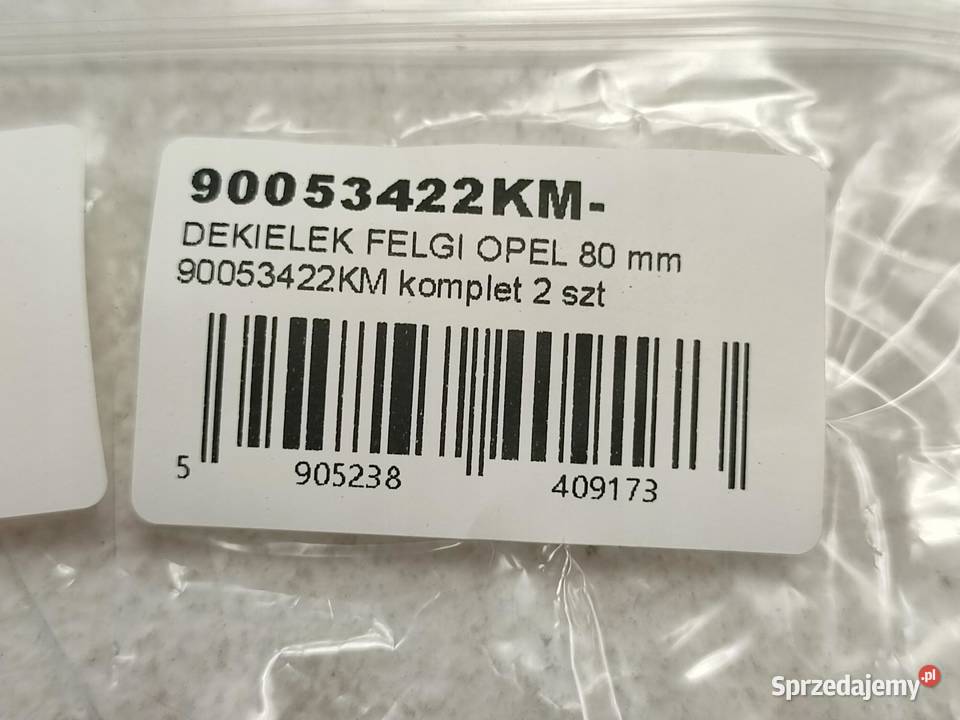 90053422KM-
DEKIELEK FELGI OPEL 80 mm
90053422KM komplet 2 szt
5 905238 409173
Sprzedajemy.pl